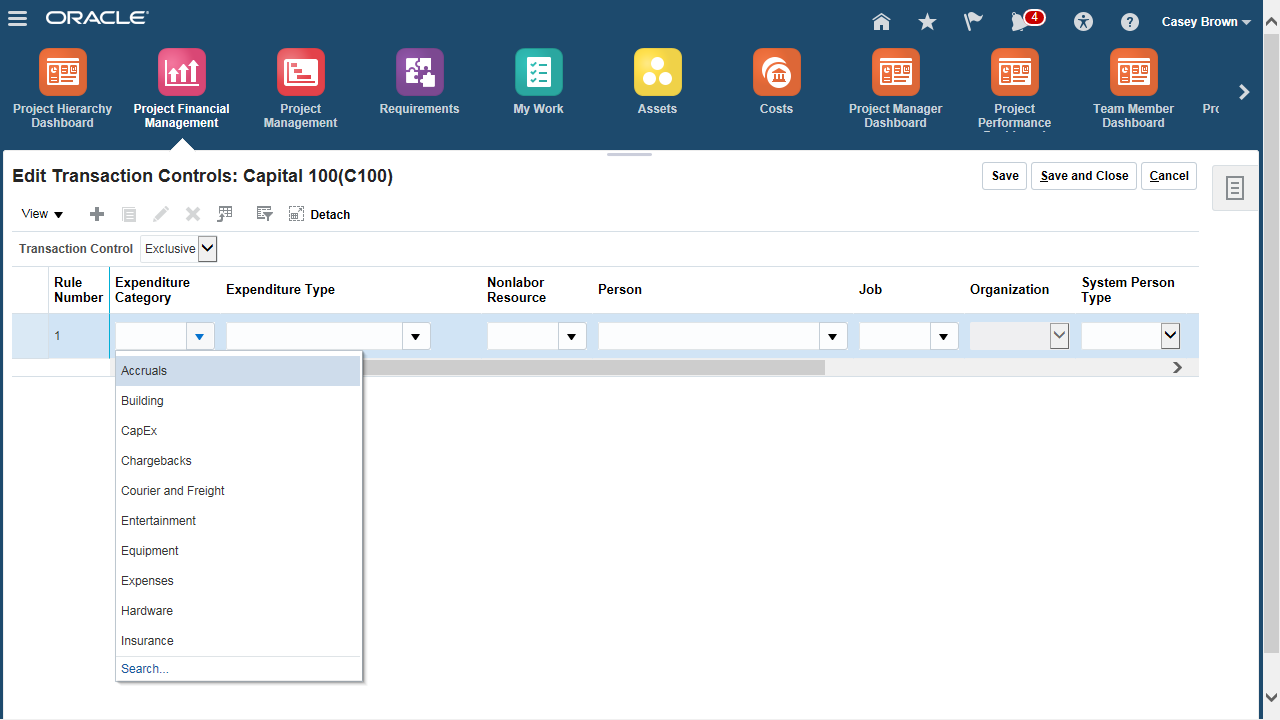 ORACLE
4
Casey Brown
Project Hierarchy
Dashboard
Project Financial
Management
Project
Management
Requirements
My Work
Assets
Costs
Project Manager
Dashboard
Project
Performance
Team Member
Dashboard
Edit Transaction Controls: Capital 100(C100)
Save
Save and Close
Cancel
View
Detach
Transaction Control
Exclusive
Rule
Number
Expenditure
Category
Expenditure Type
Nonlabor
Resource
Person
Job
Organization
System Person
Type
1
Accruals
Building
CapEx
Chargebacks
Courier and Freight
Entertainment
Equipment
Expenses
Hardware
Insurance
Search...